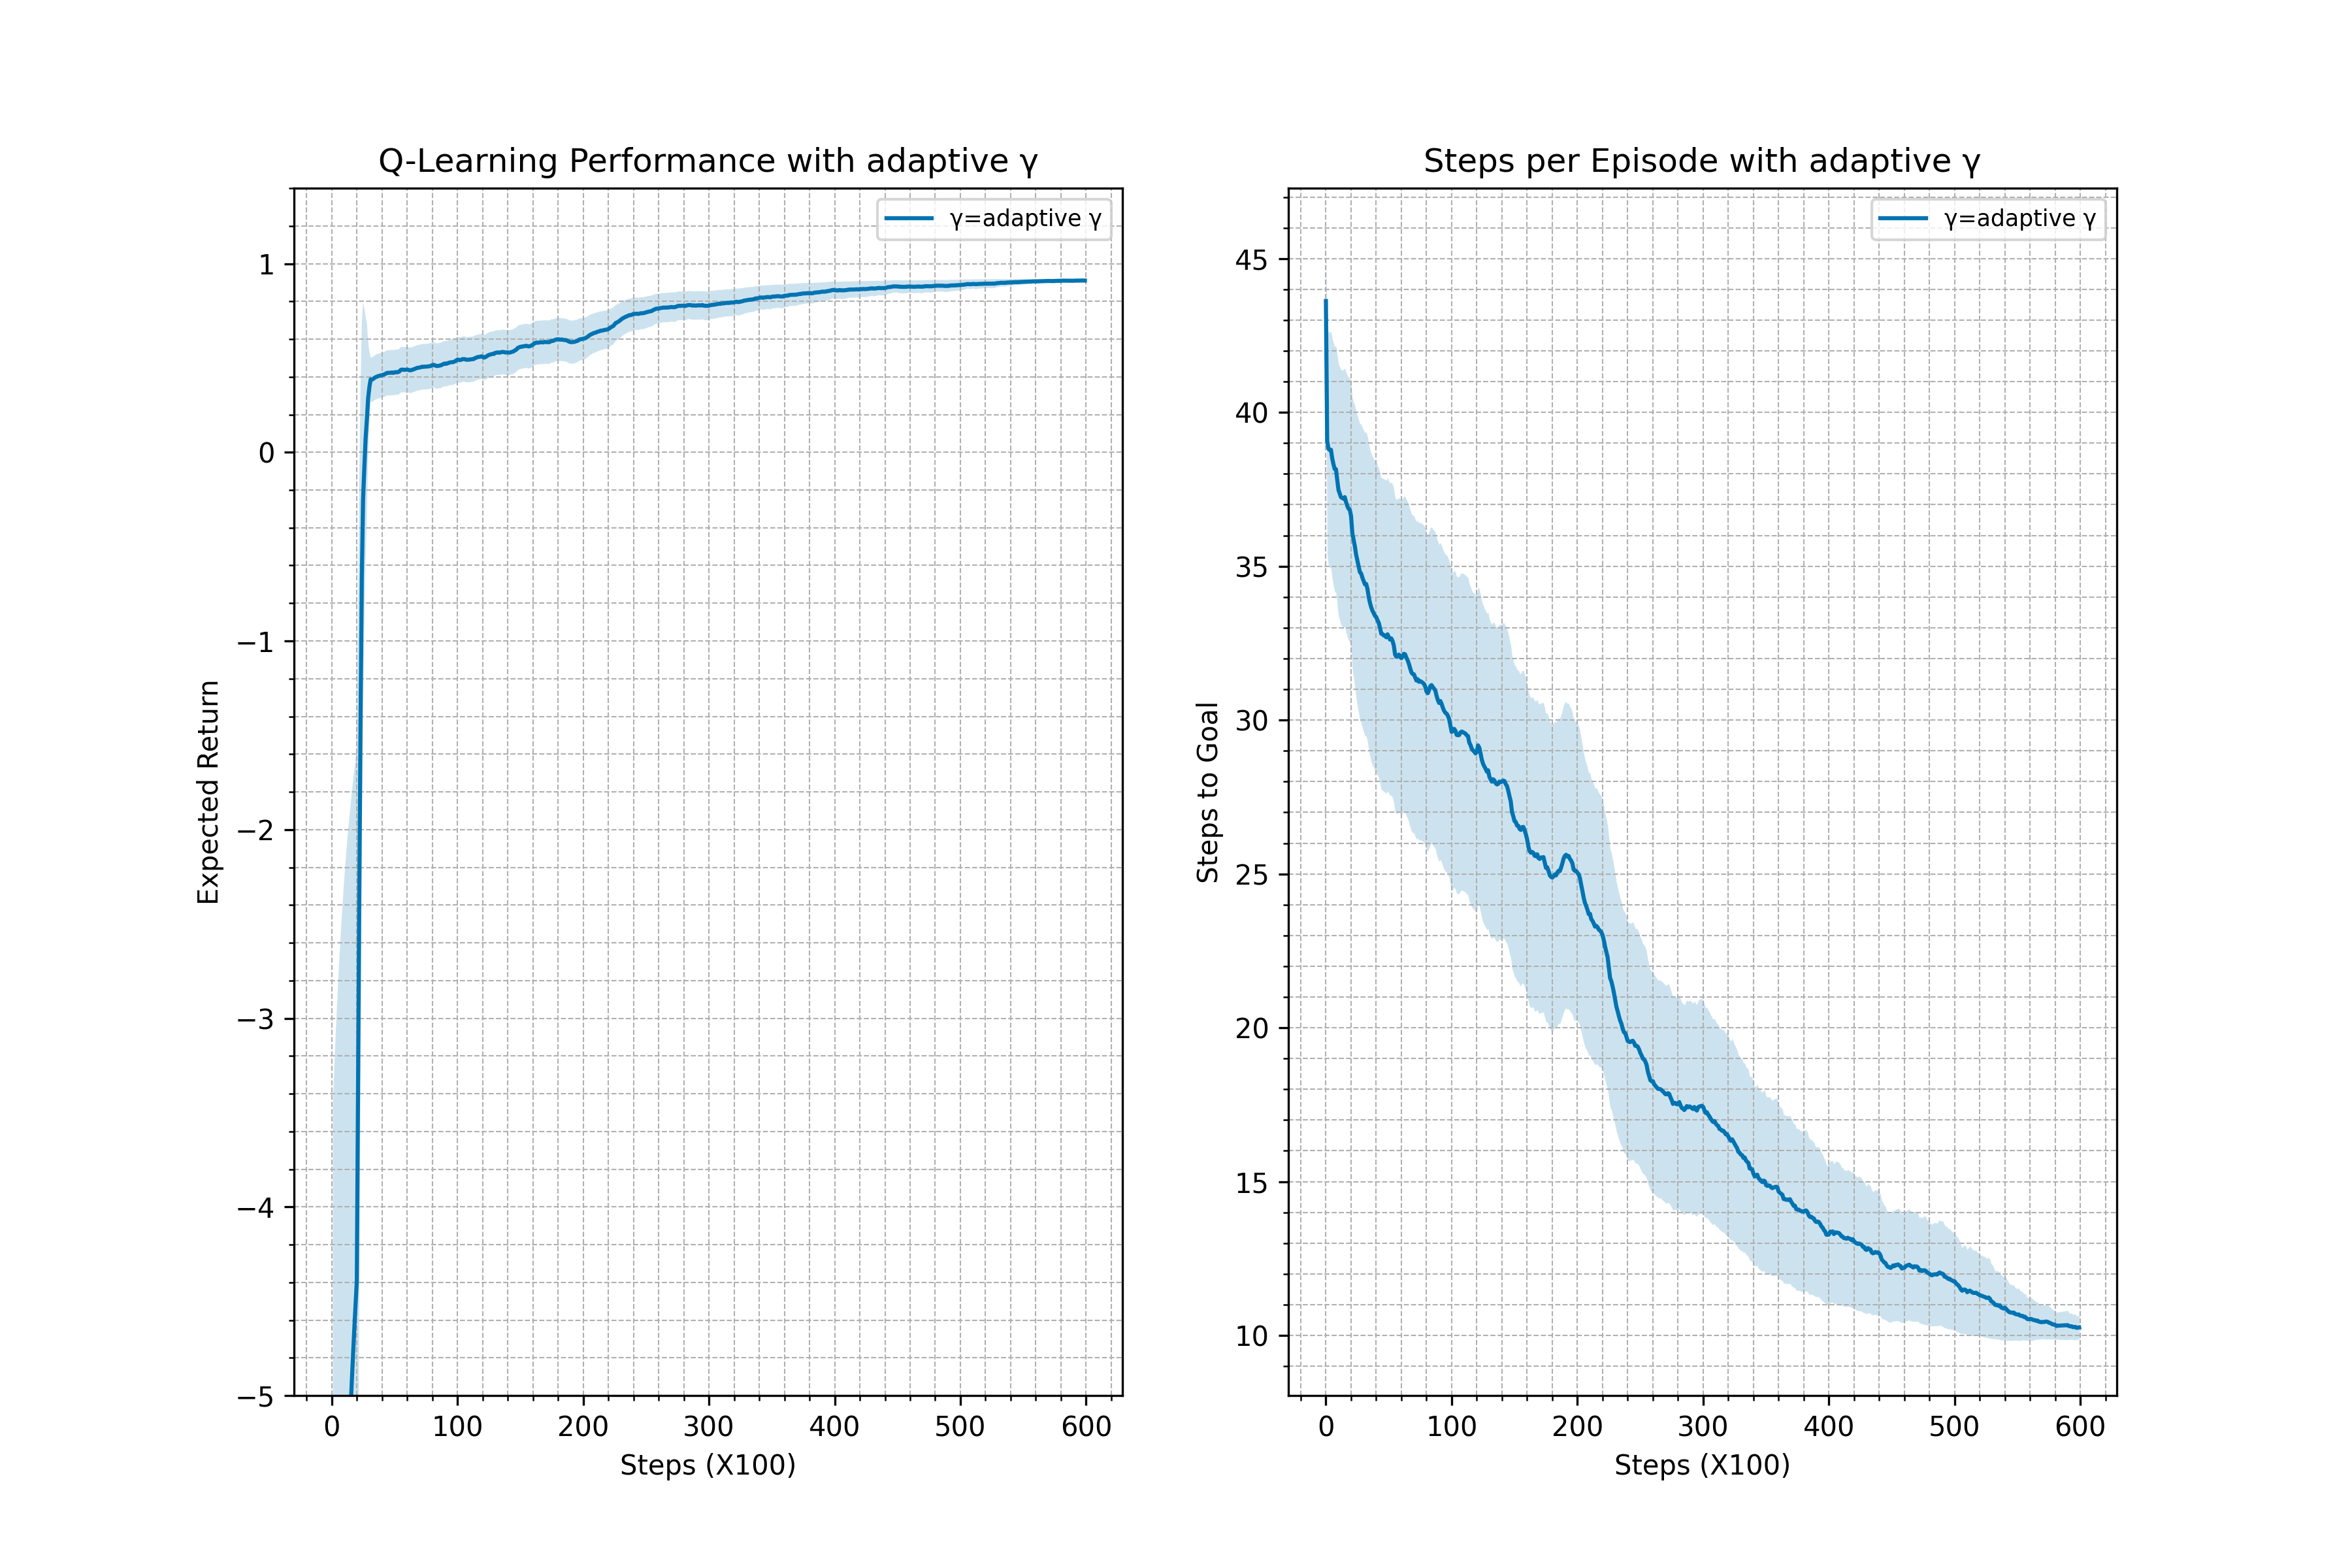 Q-Learning Performance with adaptive γ
γ=adaptive γ
1
0
−1
−2
−3
−4
−5
Expected Return
0 100 200 300 400 500 600
Steps (X100)
Steps per Episode with adaptive γ
γ=adaptive γ
45
40
35
30
25
20
15
10
Steps to Goal
0 100 200 300 400 500 600
Steps (X100)